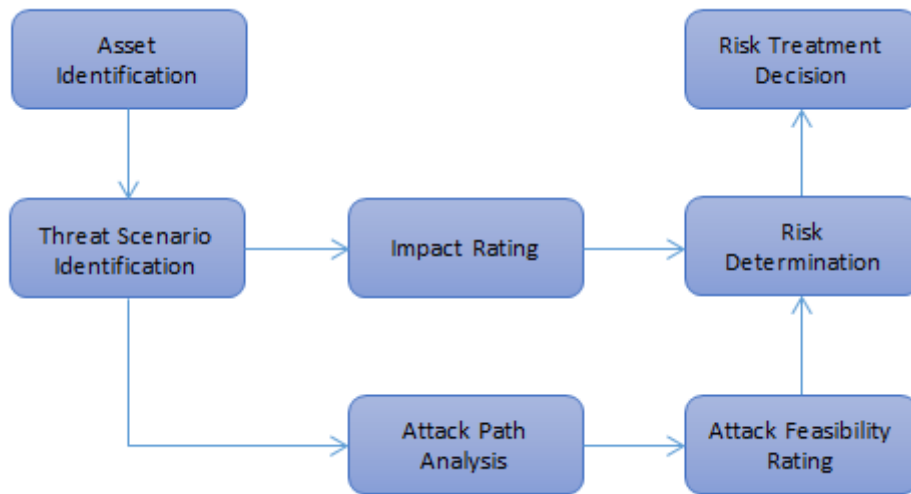 Asset
Identification
Risk Treatment
Decision
Threat Scenario
Identification
Impact Rating
Risk
Determination
Attack Path
Analysis
Attack Feasibility
Rating